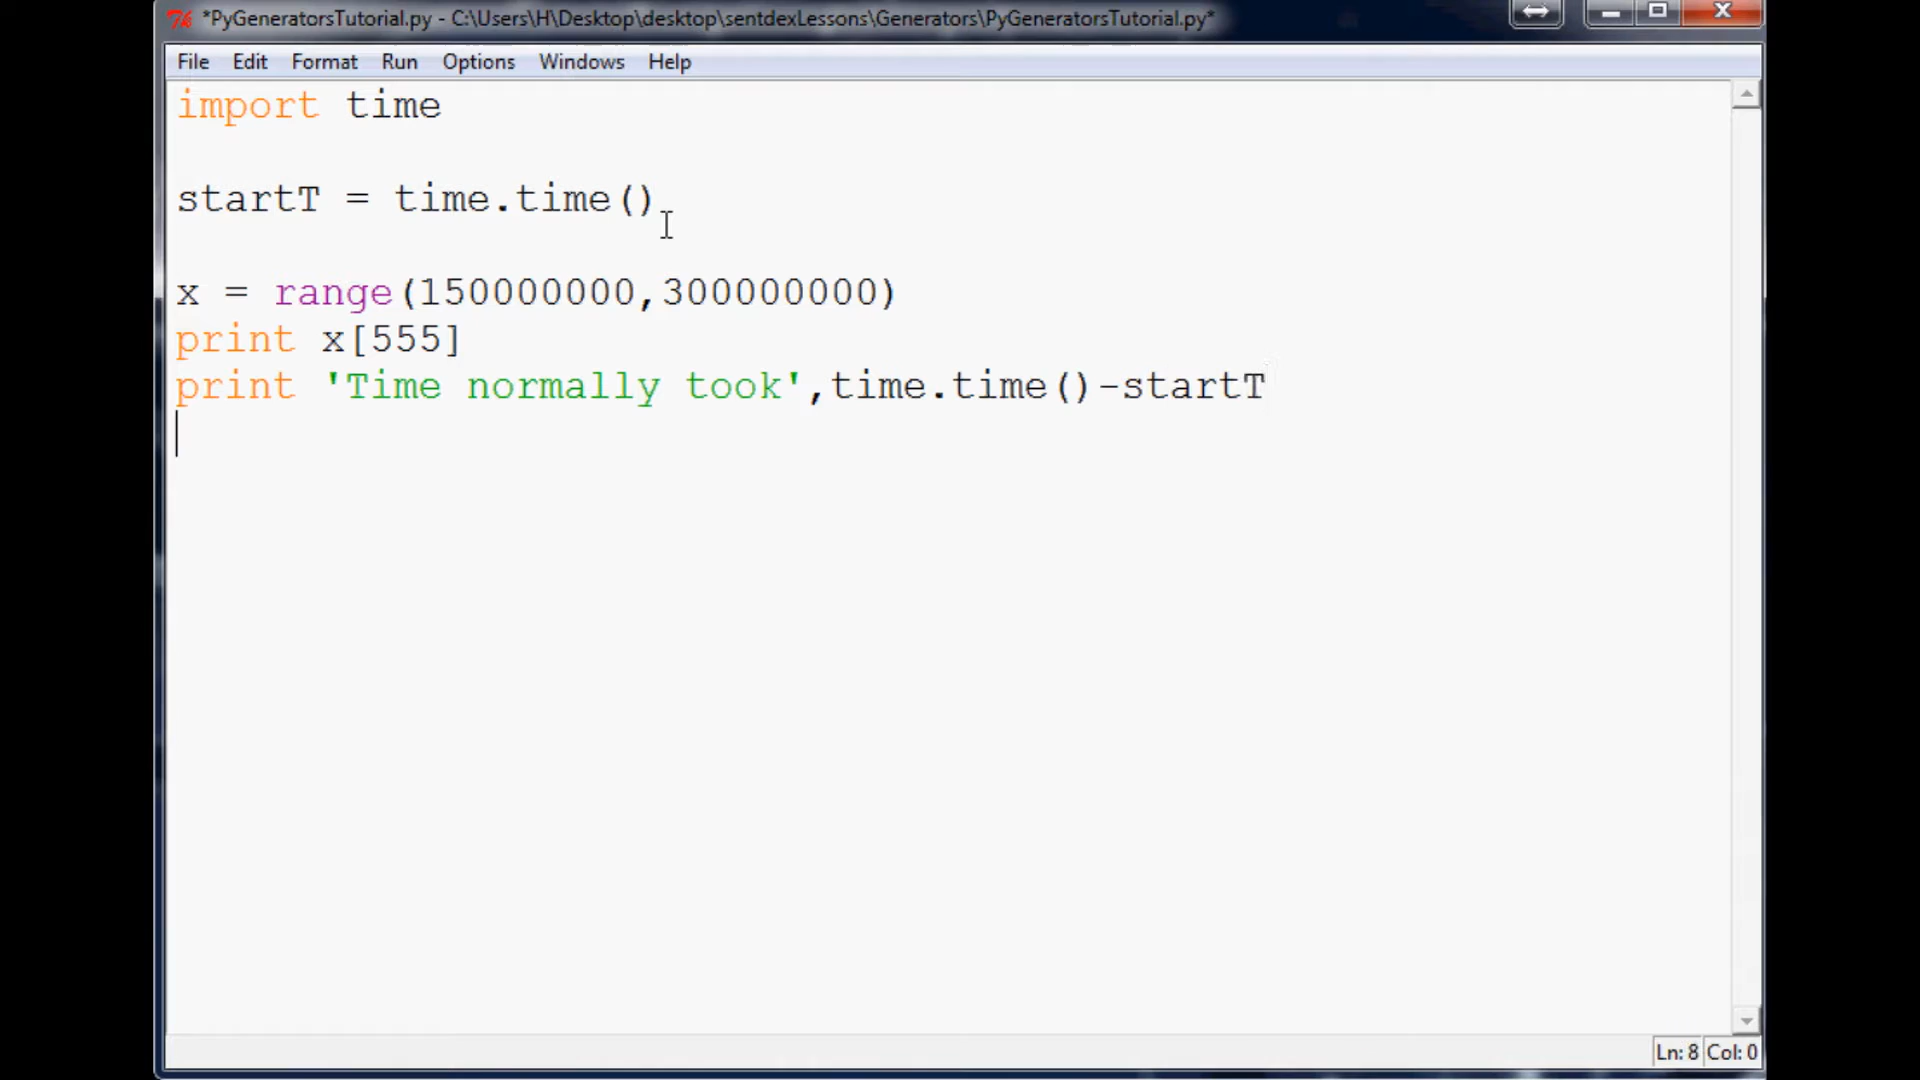 *PyGeneratorsTutorial.py - C:\Users\H\Desktop\desktop\sentdexLessons\Generators\PyGeneratorsTutorial.py*
File Edit Format Run Options Windows Help
import time
startT = time.time()
x = range(150000000,300000000)
print x[555]
print 'Time normally took',time.time()-startT
Ln: 8 Col: 0